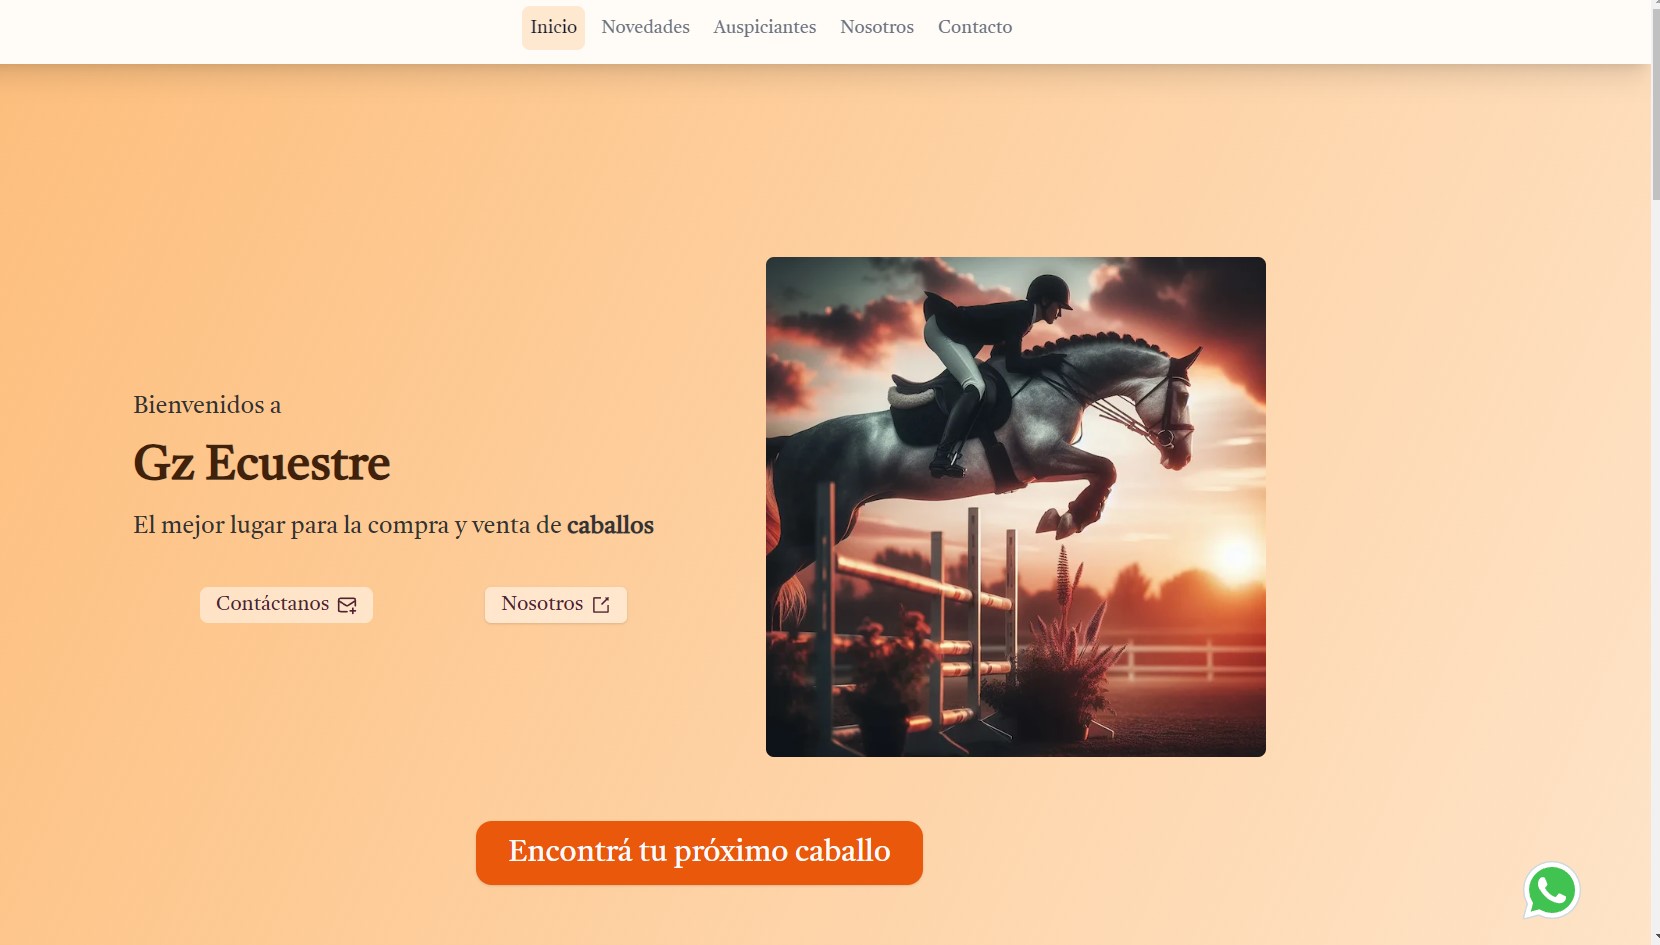 Inicio Novedades Auspiciantes Nosotros Contacto
Bienvenidos a
Gz Ecuestre
El mejor lugar para la compra y venta de caballos
Contáctanos Nosotros
Encontrá tu próximo caballo